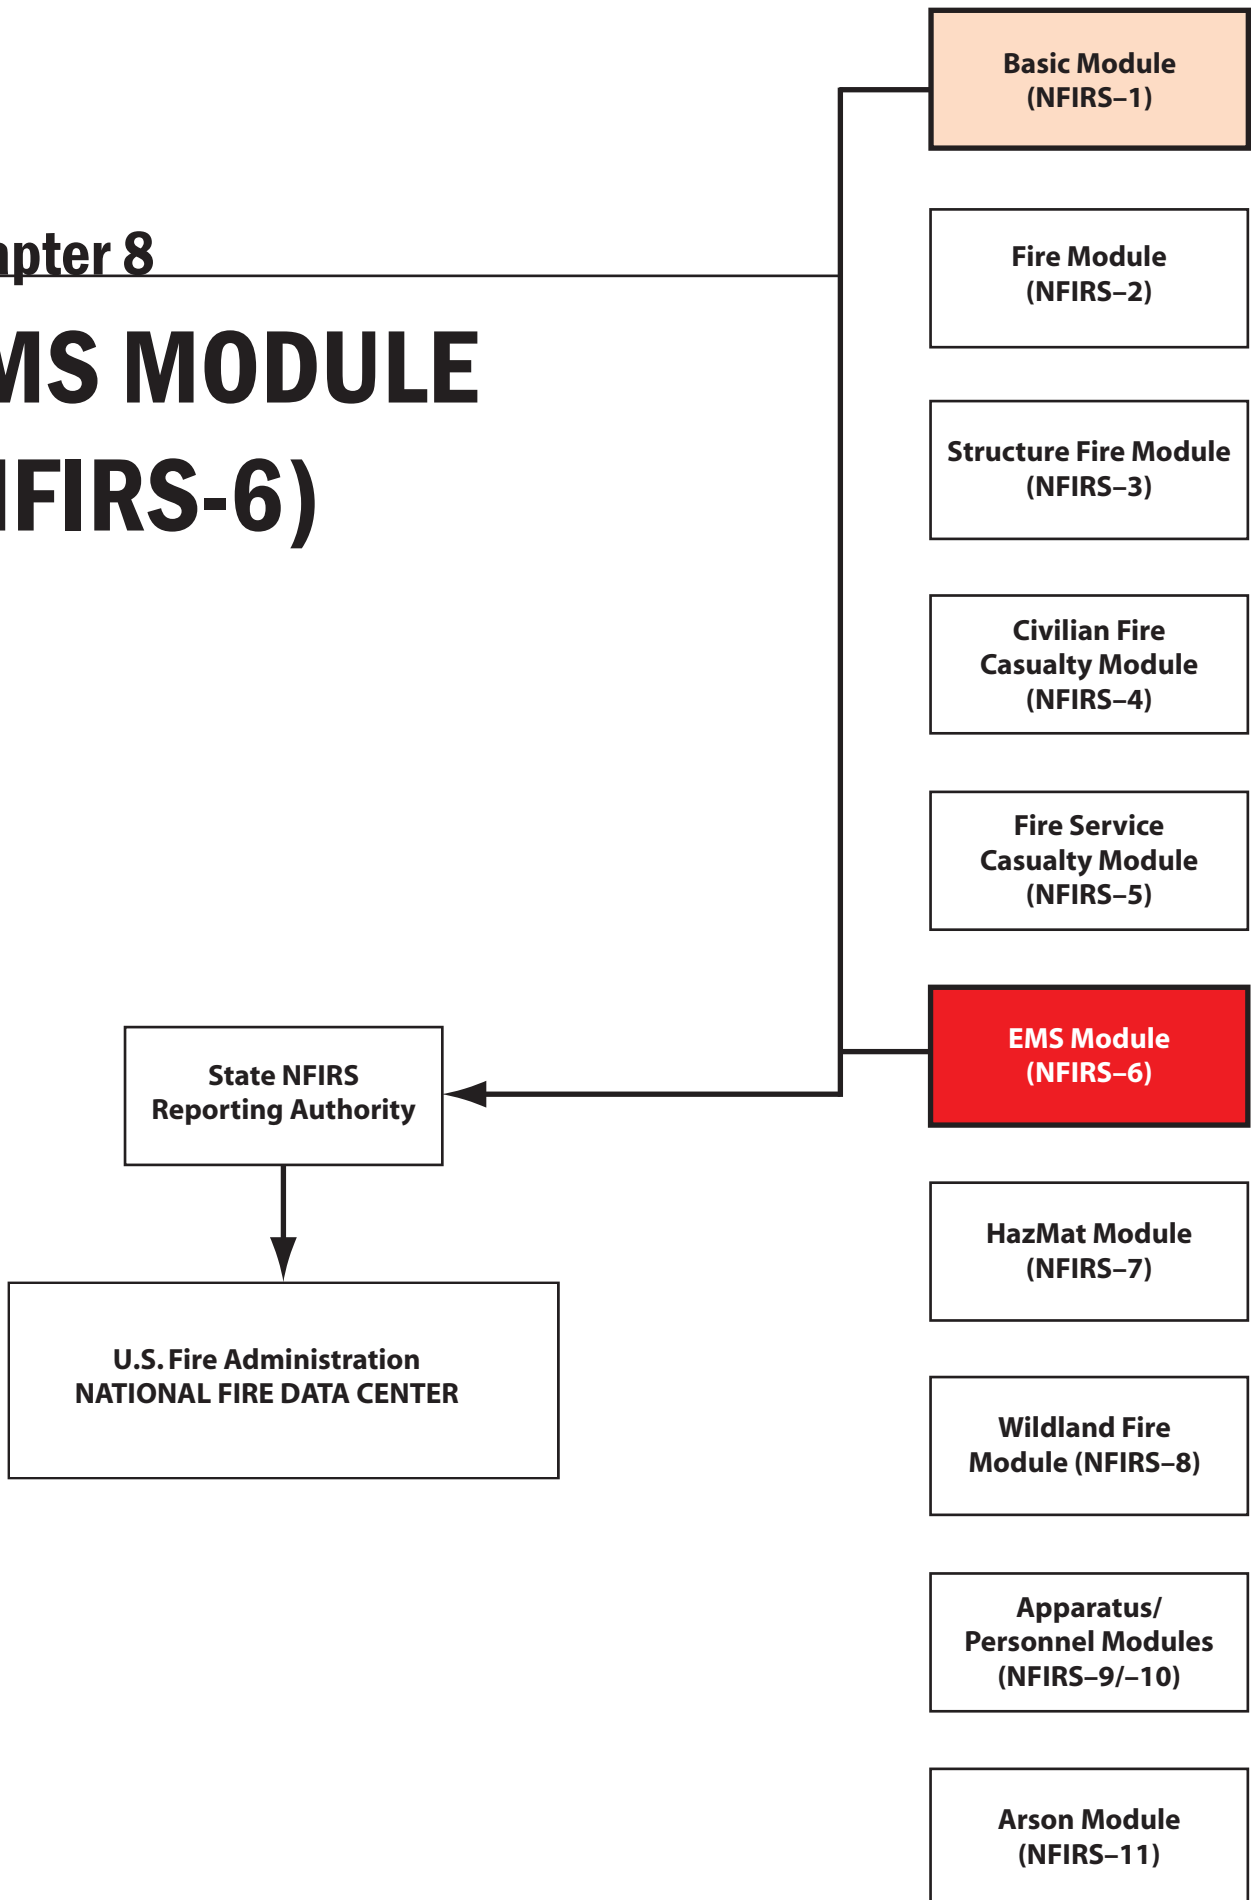 apter 8
MS MODULE
FIRS-6)
Basic Module
(NFIRS–1)
Fire Module
(NFIRS–2)
Structure Fire Module
(NFIRS–3)
Civilian Fire
Casualty Module
(NFIRS–4)
Fire Service
Casualty Module
(NFIRS–5)
EMS Module
(NFIRS–6)
State NFIRS
Reporting Authority
HazMat Module
(NFIRS–7)
U.S. Fire Administration
NATIONAL FIRE DATA CENTER
Wildland Fire
Module (NFIRS–8)
Apparatus/
Personnel Modules
(NFIRS–9/–10)
Arson Module
(NFIRS–11)